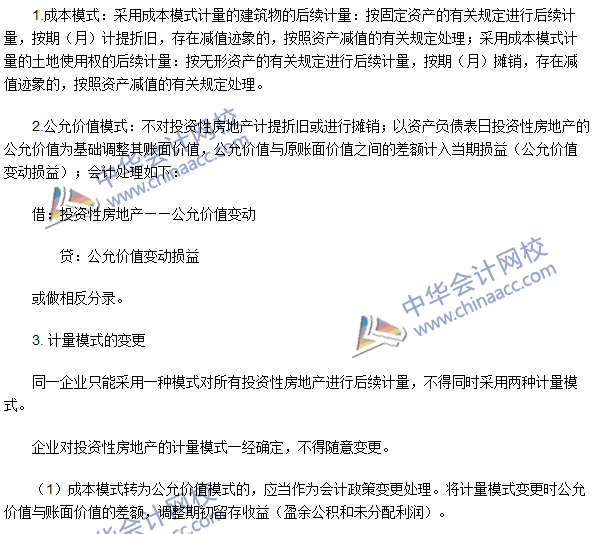 1.成本模式：采用成本模式计量的建筑物的后续计量：按固定资产的有关规定进行后续计
量，按期（月）计提折旧，存在减值迹象的，按照资产减值的有关规定处理；采用成本模式计
量的土地使用权的后续计量：按无形资产的有关规定进行后续计量，按期（月）摊销，存在减
值迹象的，按照资产减值的有关规定处理。
2.公允价值模式：不对投资性房地产计提折旧或进行摊销；以资产负债表日投资性房地产的
公允价值为基础调整其账面价值，公允价值与原账面价值之间的差额计入当期损益（公允价值
变动损益）；会计处理如下：
借：投资性房地产——公允价值变动
贷：公允价值变动损益
或做相反分录。
3. 计量模式的变更
同一企业只能采用一种模式对所有投资性房地产进行后续计量，不得同时采用两种计量模
式。
企业对投资性房地产的计量模式一经确定，不得随意变更。
（1）成本模式转为公允价值模式的，应当作为会计政策变更处理。将计量模式变更时公允
价值与账面价值的差额，调整期初留存收益（盈余公积和未分配利润）。
中华会计网校
www.chinaacc.com
中华会计网校
www.chinaacc.com
中华会计网校